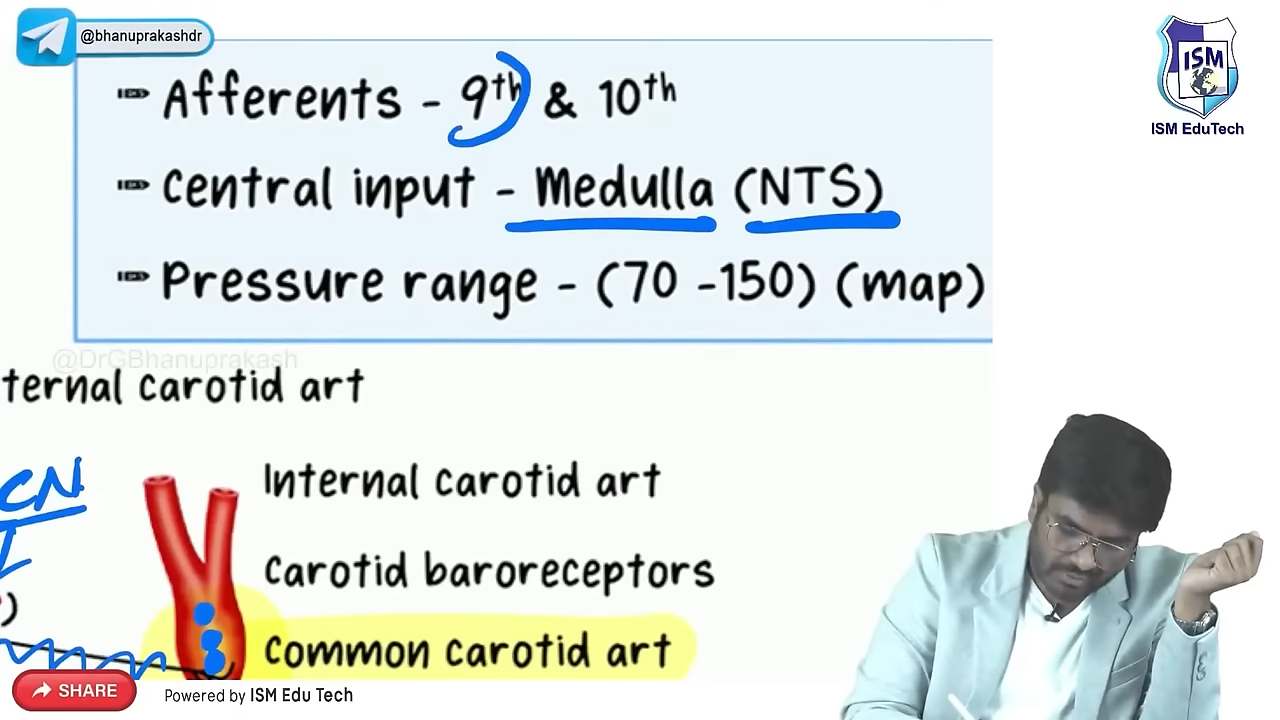 @bhanuprakashdr
ISM
ISM EduTech
Afferents - 9th & 10th
Central input - Medulla (NTS)
Pressure range - (70 -150) (map)
@DrGBhanuprakash
ternal carotid art
CN
Internal carotid art
Carotid baroreceptors
)
Common carotid art
SHARE
Powered by ISM Edu Tech